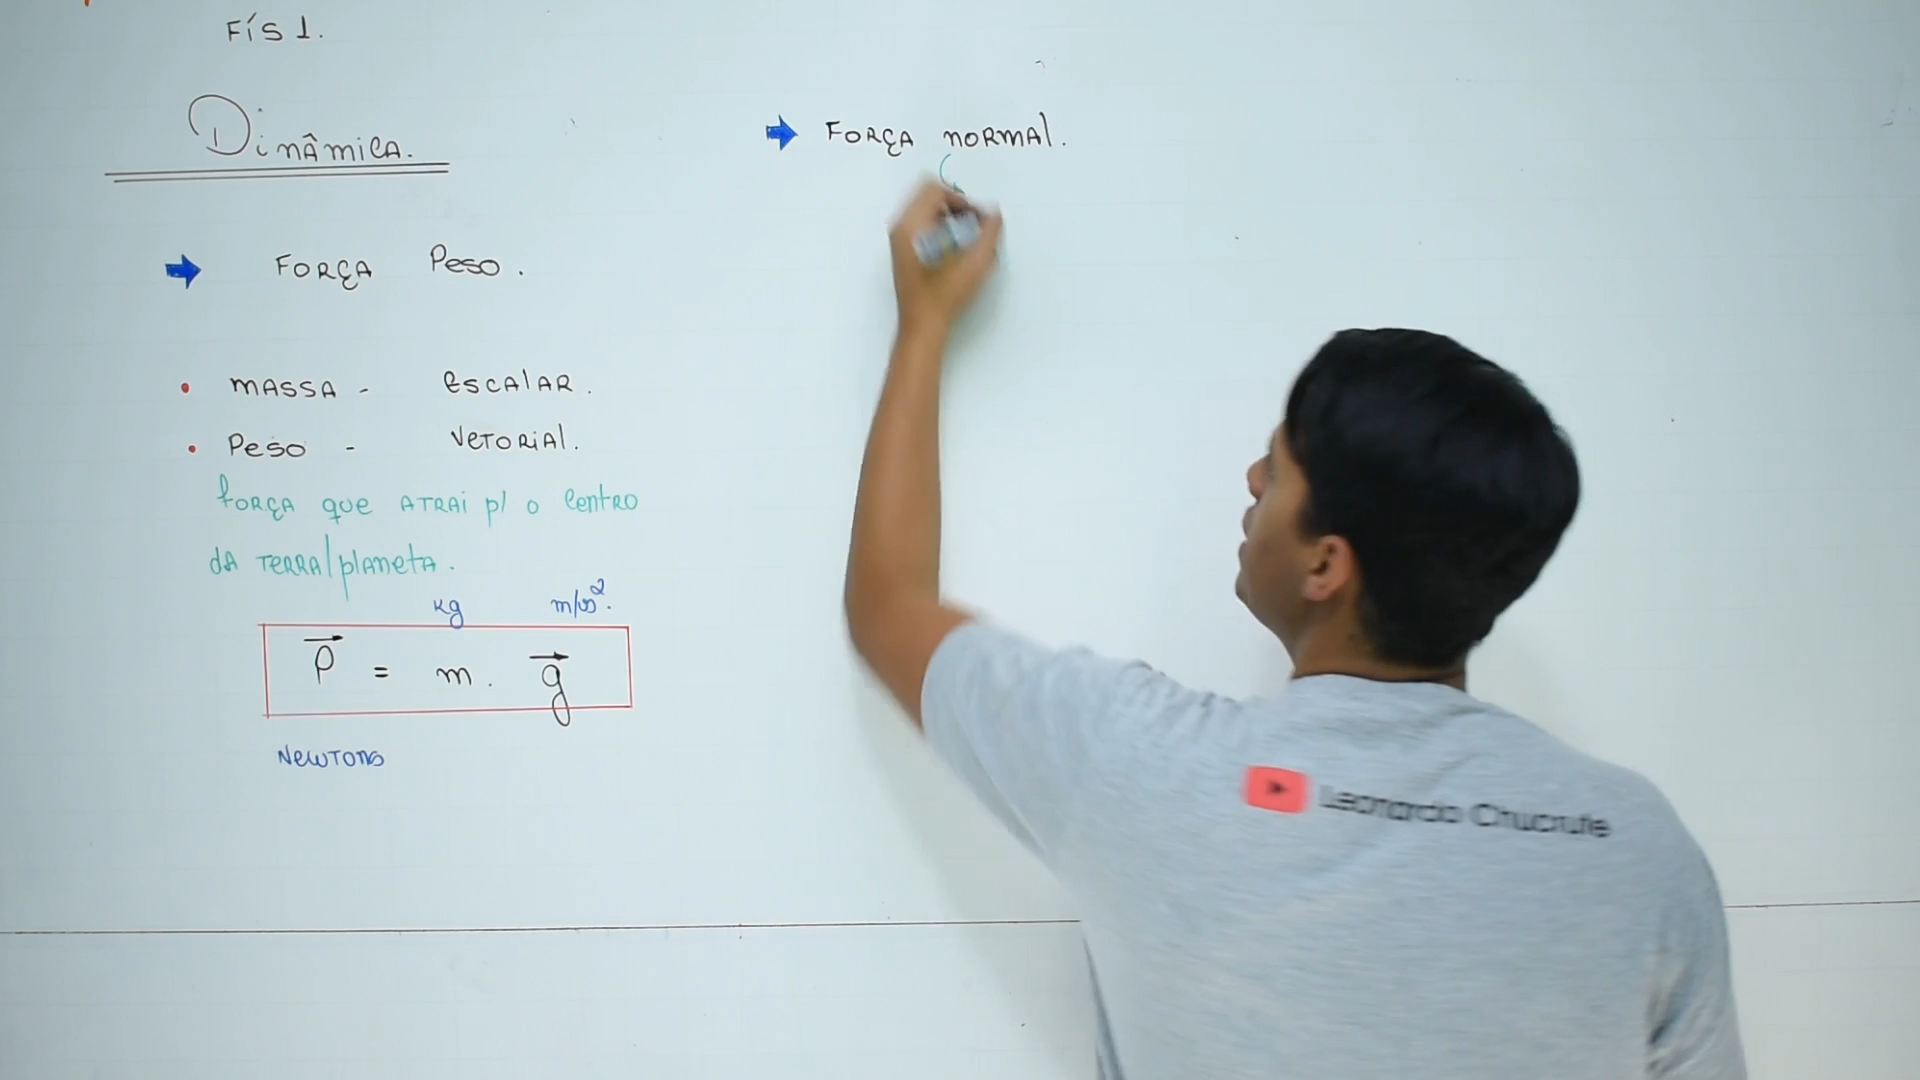 FÍS 1.
Dinâmica.
FORÇA Peso.
• MASSA - escalar.
• Peso - Vetorial.
força que ATRAi p/ o centro
dA TERRA/planeta.
kg m/s².
P = m . g
Newtons
FORÇA normal.
Leonardo Chucrute